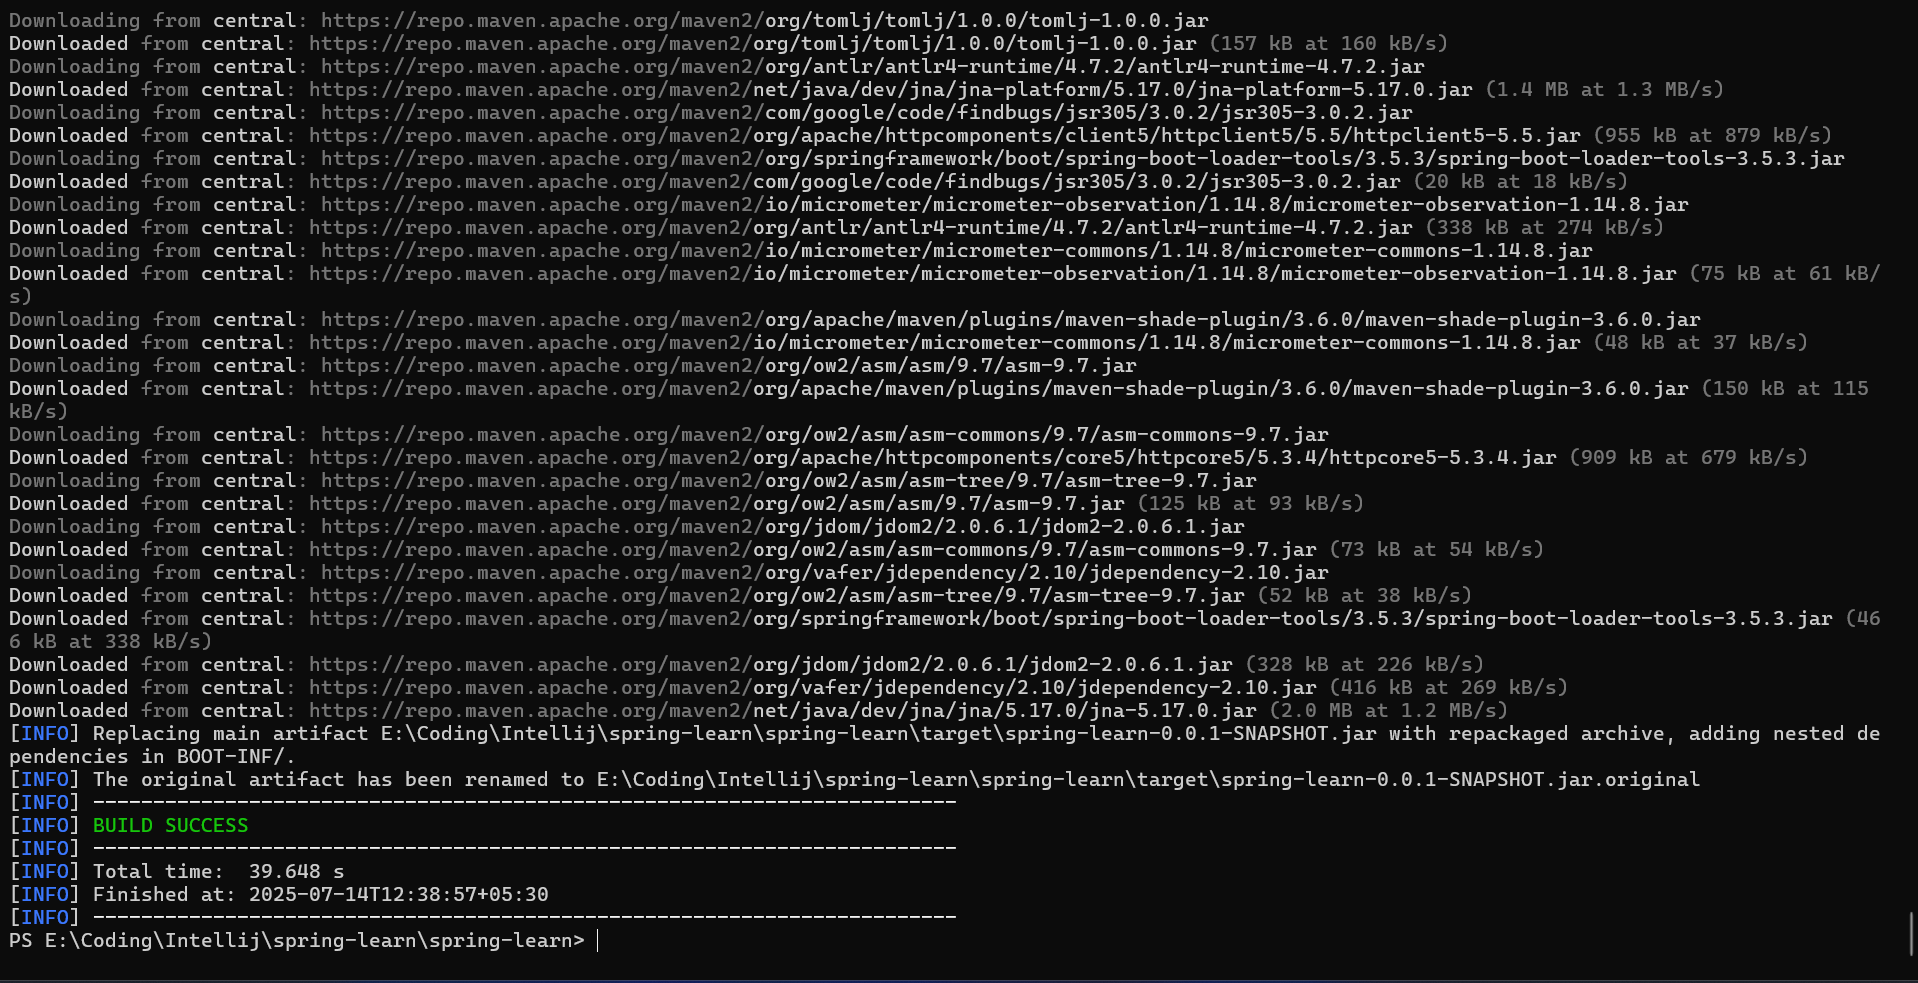 Downloading from central: https://repo.maven.apache.org/maven2/org/tomlj/tomlj/1.0.0/tomlj-1.0.0.jar
Downloaded from central: https://repo.maven.apache.org/maven2/org/tomlj/tomlj/1.0.0/tomlj-1.0.0.jar (157 kB at 160 kB/s)
Downloading from central: https://repo.maven.apache.org/maven2/org/antlr/antlr4-runtime/4.7.2/antlr4-runtime-4.7.2.jar
Downloaded from central: https://repo.maven.apache.org/maven2/net/java/dev/jna/jna-platform/5.17.0/jna-platform-5.17.0.jar (1.4 MB at 1.3 MB/s)
Downloading from central: https://repo.maven.apache.org/maven2/com/google/code/findbugs/jsr305/3.0.2/jsr305-3.0.2.jar
Downloaded from central: https://repo.maven.apache.org/maven2/org/apache/httpcomponents/client5/httpclient5/5.5/httpclient5-5.5.jar (955 kB at 879 kB/s)
Downloading from central: https://repo.maven.apache.org/maven2/org/springframework/boot/spring-boot-loader-tools/3.5.3/spring-boot-loader-tools-3.5.3.jar
Downloaded from central: https://repo.maven.apache.org/maven2/com/google/code/findbugs/jsr305/3.0.2/jsr305-3.0.2.jar (20 kB at 18 kB/s)
Downloading from central: https://repo.maven.apache.org/maven2/io/micrometer/micrometer-observation/1.14.8/micrometer-observation-1.14.8.jar
Downloaded from central: https://repo.maven.apache.org/maven2/org/antlr/antlr4-runtime/4.7.2/antlr4-runtime-4.7.2.jar (338 kB at 274 kB/s)
Downloading from central: https://repo.maven.apache.org/maven2/io/micrometer/micrometer-commons/1.14.8/micrometer-commons-1.14.8.jar
Downloaded from central: https://repo.maven.apache.org/maven2/io/micrometer/micrometer-observation/1.14.8/micrometer-observation-1.14.8.jar (75 kB at 61 kB/
s)
Downloading from central: https://repo.maven.apache.org/maven2/org/apache/maven/plugins/maven-shade-plugin/3.6.0/maven-shade-plugin-3.6.0.jar
Downloaded from central: https://repo.maven.apache.org/maven2/io/micrometer/micrometer-commons/1.14.8/micrometer-commons-1.14.8.jar (48 kB at 37 kB/s)
Downloading from central: https://repo.maven.apache.org/maven2/org/ow2/asm/asm/9.7/asm-9.7.jar
Downloaded from central: https://repo.maven.apache.org/maven2/org/apache/maven/plugins/maven-shade-plugin/3.6.0/maven-shade-plugin-3.6.0.jar (150 kB at 115
kB/s)
Downloading from central: https://repo.maven.apache.org/maven2/org/ow2/asm/asm-commons/9.7/asm-commons-9.7.jar
Downloaded from central: https://repo.maven.apache.org/maven2/org/apache/httpcomponents/core5/httpcore5/5.3.4/httpcore5-5.3.4.jar (909 kB at 679 kB/s)
Downloading from central: https://repo.maven.apache.org/maven2/org/ow2/asm/asm-tree/9.7/asm-tree-9.7.jar
Downloaded from central: https://repo.maven.apache.org/maven2/org/ow2/asm/asm/9.7/asm-9.7.jar (125 kB at 93 kB/s)
Downloading from central: https://repo.maven.apache.org/maven2/org/jdom/jdom2/2.0.6.1/jdom2-2.0.6.1.jar
Downloaded from central: https://repo.maven.apache.org/maven2/org/ow2/asm/asm-commons/9.7/asm-commons-9.7.jar (73 kB at 54 kB/s)
Downloading from central: https://repo.maven.apache.org/maven2/org/vafer/jdependency/2.10/jdependency-2.10.jar
Downloaded from central: https://repo.maven.apache.org/maven2/org/ow2/asm/asm-tree/9.7/asm-tree-9.7.jar (52 kB at 38 kB/s)
Downloaded from central: https://repo.maven.apache.org/maven2/org/springframework/boot/spring-boot-loader-tools/3.5.3/spring-boot-loader-tools-3.5.3.jar (46
6 kB at 338 kB/s)
Downloaded from central: https://repo.maven.apache.org/maven2/org/jdom/jdom2/2.0.6.1/jdom2-2.0.6.1.jar (328 kB at 226 kB/s)
Downloaded from central: https://repo.maven.apache.org/maven2/org/vafer/jdependency/2.10/jdependency-2.10.jar (416 kB at 269 kB/s)
Downloaded from central: https://repo.maven.apache.org/maven2/net/java/dev/jna/jna/5.17.0/jna-5.17.0.jar (2.0 MB at 1.2 MB/s)
[INFO] Replacing main artifact E:\Coding\Intellij\spring-learn\spring-learn\target\spring-learn-0.0.1-SNAPSHOT.jar with repackaged archive, adding nested de
pendencies in BOOT-INF/.
[INFO] The original artifact has been renamed to E:\Coding\Intellij\spring-learn\spring-learn\target\spring-learn-0.0.1-SNAPSHOT.jar.original
[INFO] ------------------------------------------------------------------------
[INFO] BUILD SUCCESS
[INFO] ------------------------------------------------------------------------
[INFO] Total time:  39.648 s
[INFO] Finished at: 2025-07-14T12:38:57+05:30
[INFO] ------------------------------------------------------------------------
PS E:\Coding\Intellij\spring-learn\spring-learn>